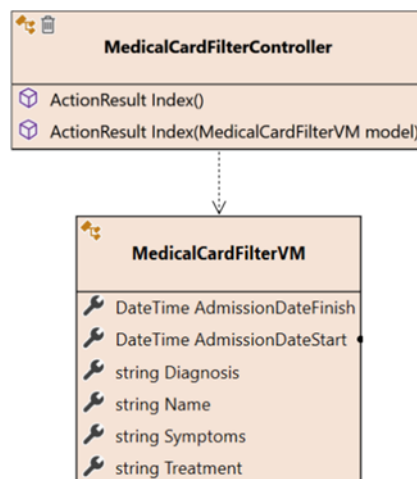 MedicalCardFilterController
ActionResult Index()
ActionResult Index(MedicalCardFilterVM model)
MedicalCardFilterVM
DateTime AdmissionDateFinish
DateTime AdmissionDateStart
string Diagnosis
string Name
string Symptoms
string Treatment